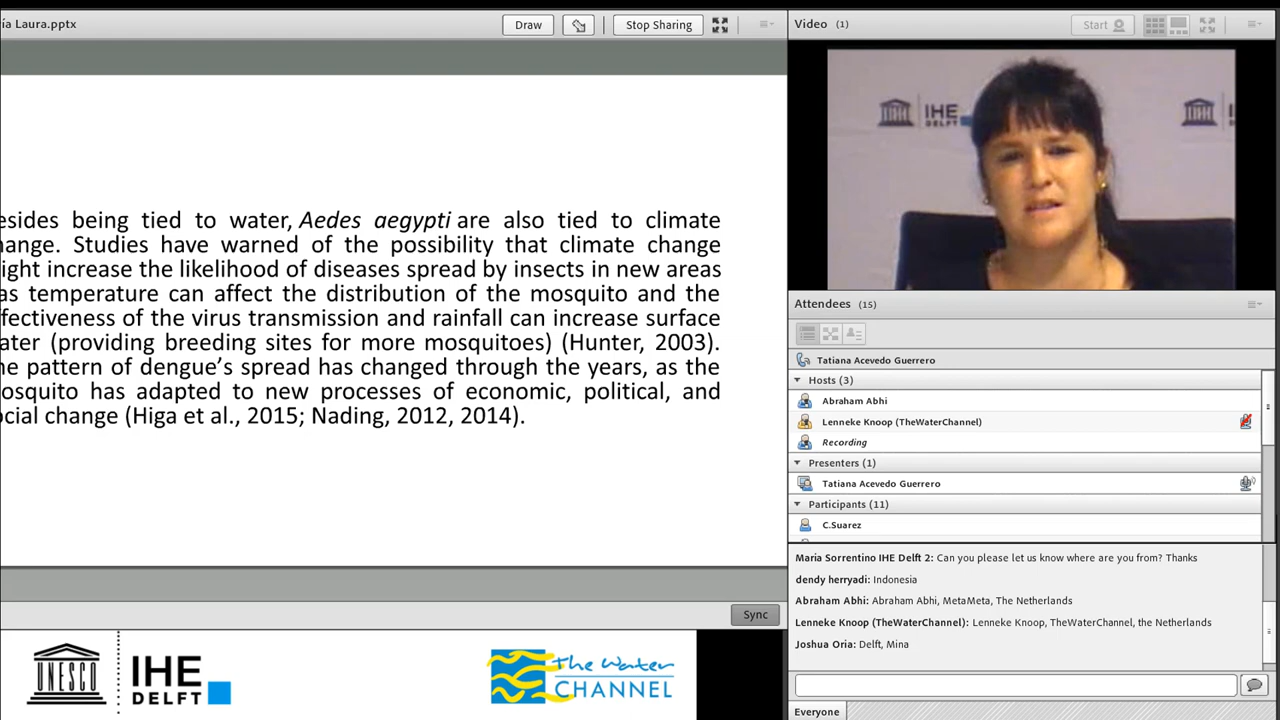 ía Laura.pptx
Draw
Stop Sharing
Video (1)
Start
IHE
DELFT
IH
DELF
esides being tied to water, Aedes aegypti are also tied to climate
hange. Studies have warned of the possibility that climate change
ight increase the likelihood of diseases spread by insects in new areas
as temperature can affect the distribution of the mosquito and the
ffectiveness of the virus transmission and rainfall can increase surface
ater (providing breeding sites for more mosquitoes) (Hunter, 2003).
he pattern of dengue's spread has changed through the years, as the
osquito has adapted to new processes of economic, political, and
ocial change (Higa et al., 2015; Nading, 2012, 2014).
Sync
UNESCO
IHE
DELFT
The Water
CHANNEL
Attendees (15)
Tatiana Acevedo Guerrero
Hosts (3)
Abraham Abhi
Lenneke Knoop (TheWaterChannel)
Recording
Presenters (1)
Tatiana Acevedo Guerrero
Participants (11)
C.Suarez
Maria Sorrentino IHE Delft 2: Can you please let us know where are you from? Thanks
dendy herryadi: Indonesia
Abraham Abhi: Abraham Abhi, MetaMeta, The Netherlands
Lenneke Knoop (TheWaterChannel): Lenneke Knoop, TheWaterChannel, the Netherlands
Joshua Oria: Delft, Mina
Everyone